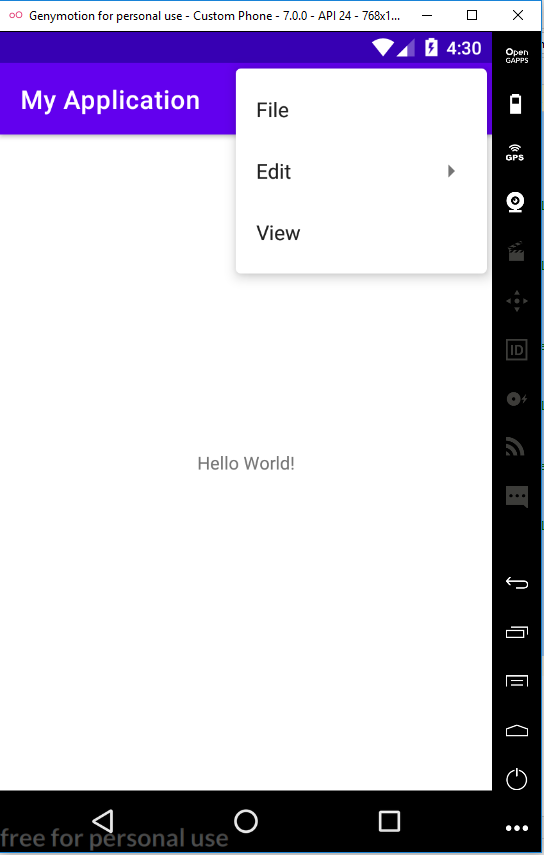 Genymotion for personal use - Custom Phone - 7.0.0 - API 24 - 768x1...
4:30
Open
GAPPS
My Application
File
Edit
View
GPS
ID
Hello World!
free for personal use